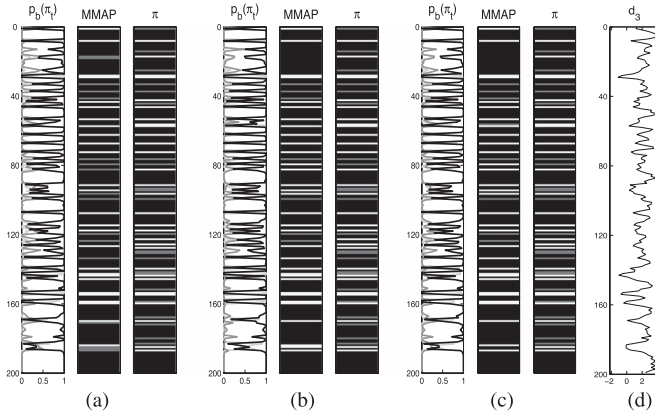 p_b(π_t) MMAP π p_b(π_t) MMAP π p_b(π_t) MMAP π d_3
0 0 0 0
40 40 40 40
80 80 80 80
120 120 120 120
160 160 160 160
200 200 200 200
0 0.5 1 0 0.5 1 0 0.5 1 −2 0 2 4
(a) (b) (c) (d)